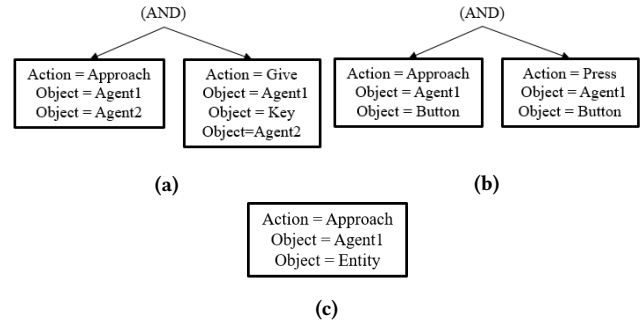 (AND)
Action = Approach
Object = Agent1
Object = Agent2
Action = Give
Object = Agent1
Object = Key
Object=Agent2
(a)
(AND)
Action = Approach
Object = Agent1
Object = Button
Action = Press
Object = Agent1
Object = Button
(b)
Action = Approach
Object = Agent1
Object = Entity
(c)